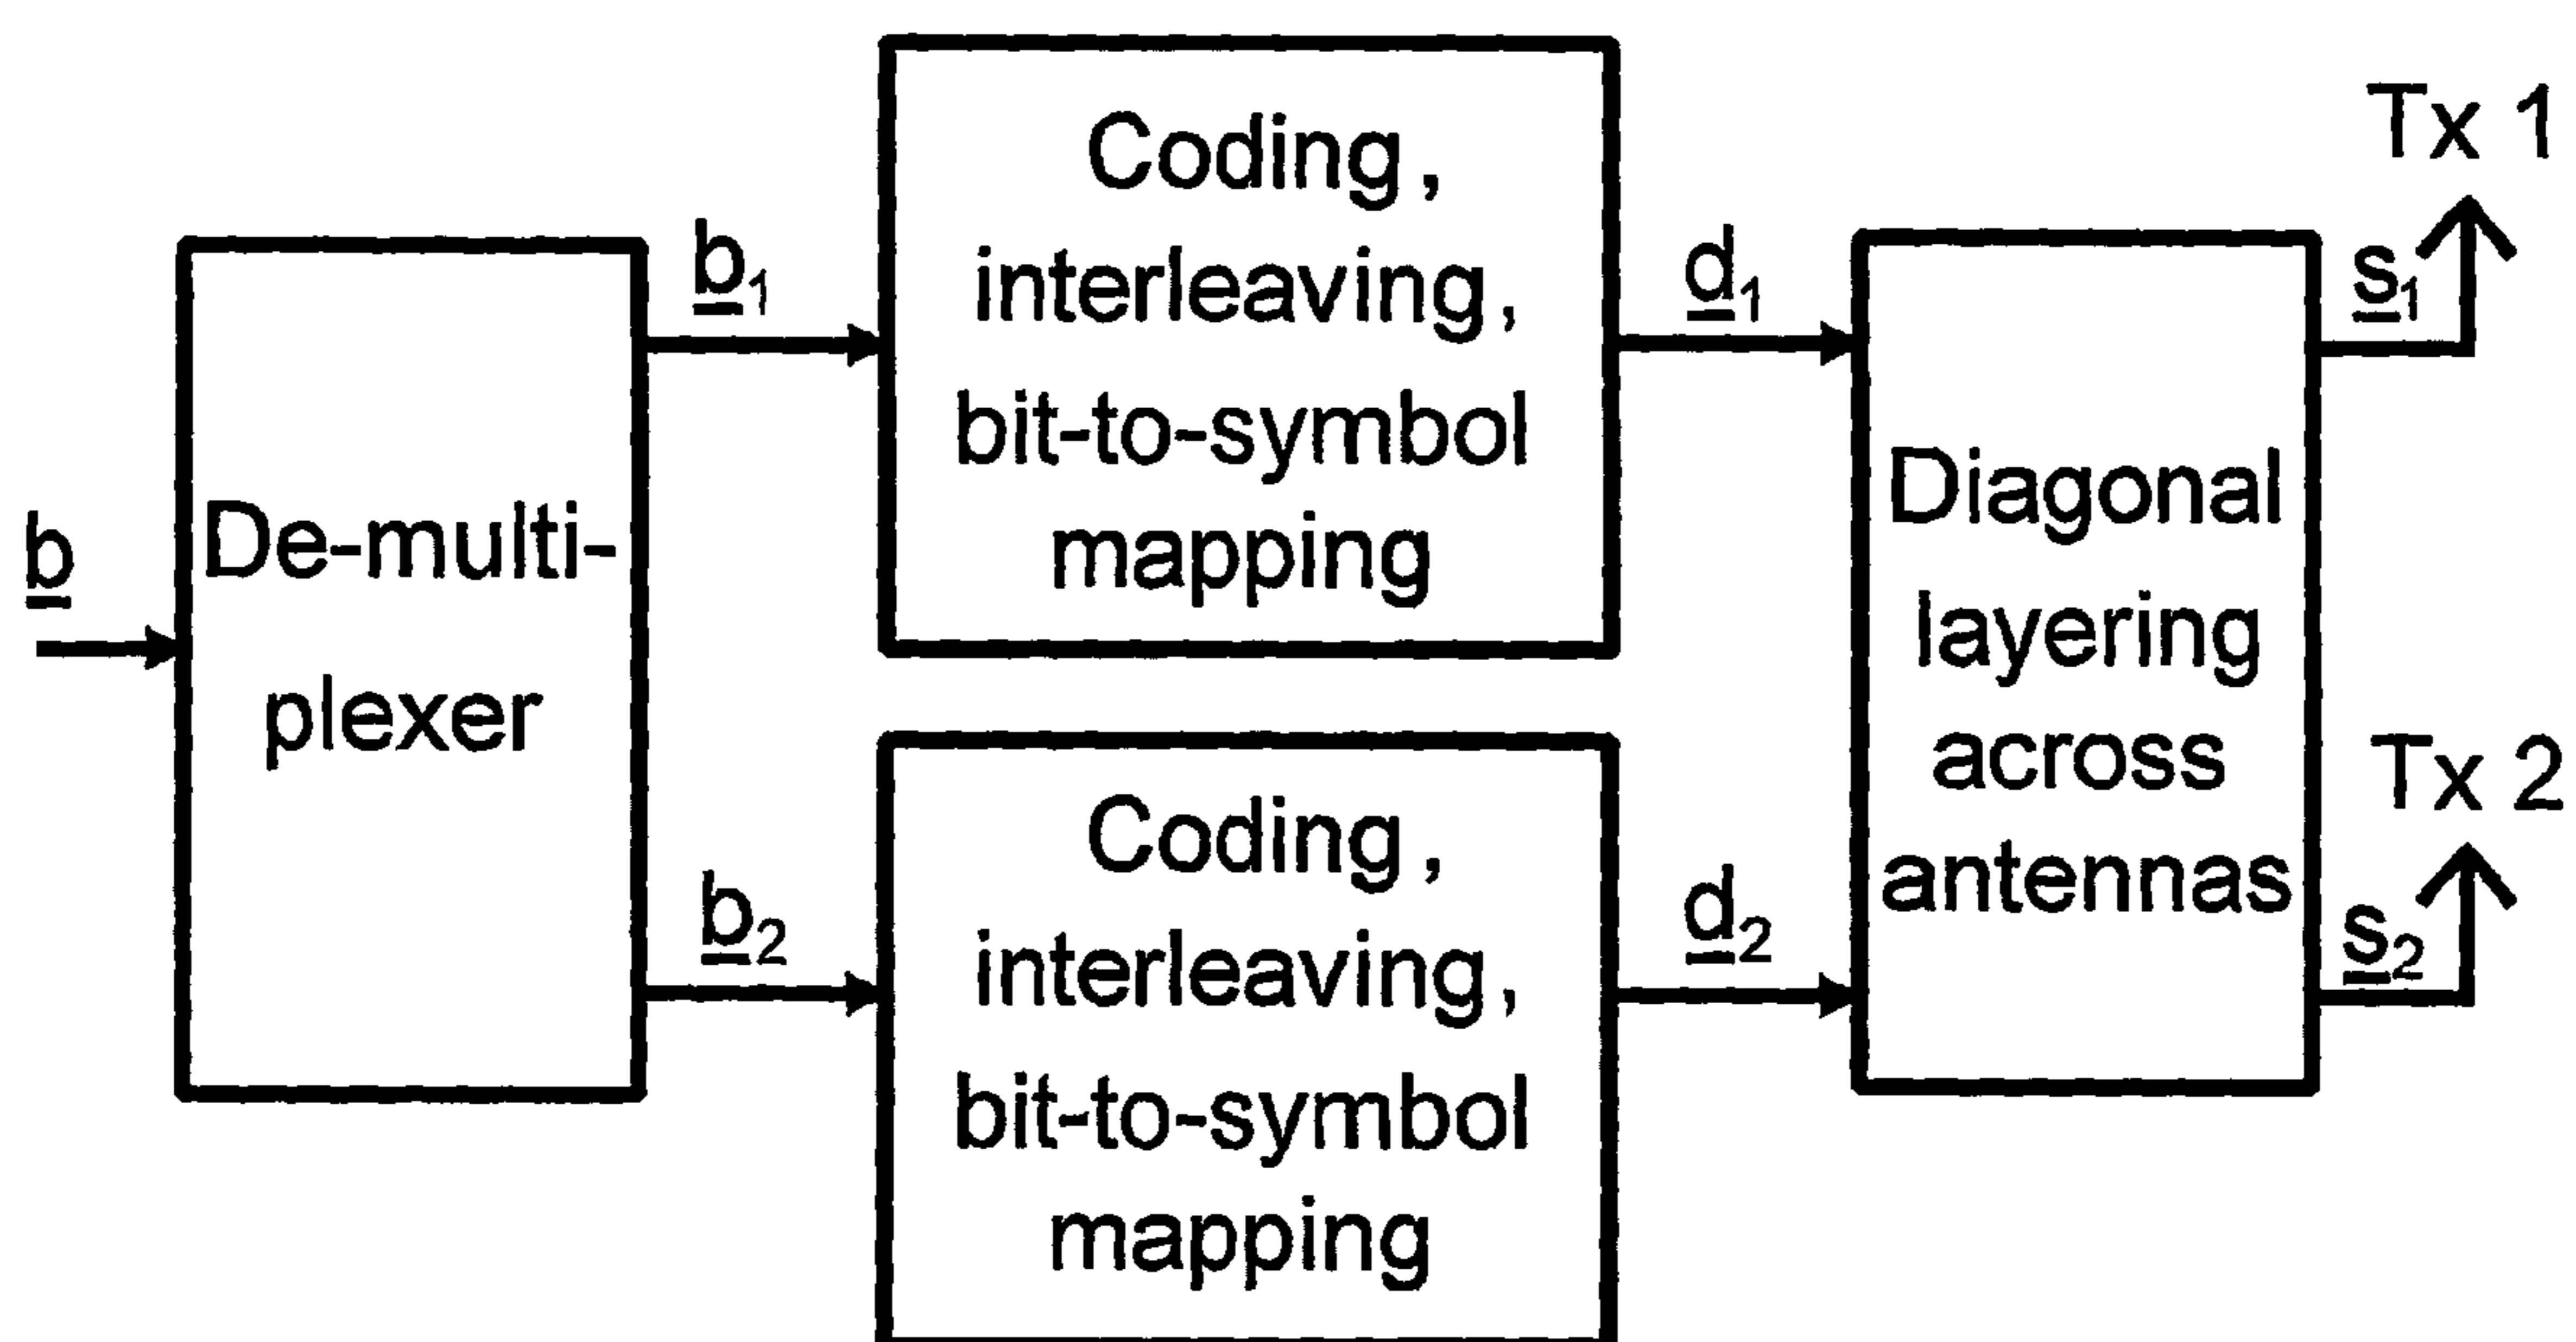 b
De-multi-
plexer
b₁
b₂
Coding,
interleaving,
bit-to-symbol
mapping
Coding,
interleaving,
bit-to-symbol
mapping
d₁
d₂
Diagonal
layering
across
antennas
s₁
Tx 1
s₂
Tx 2